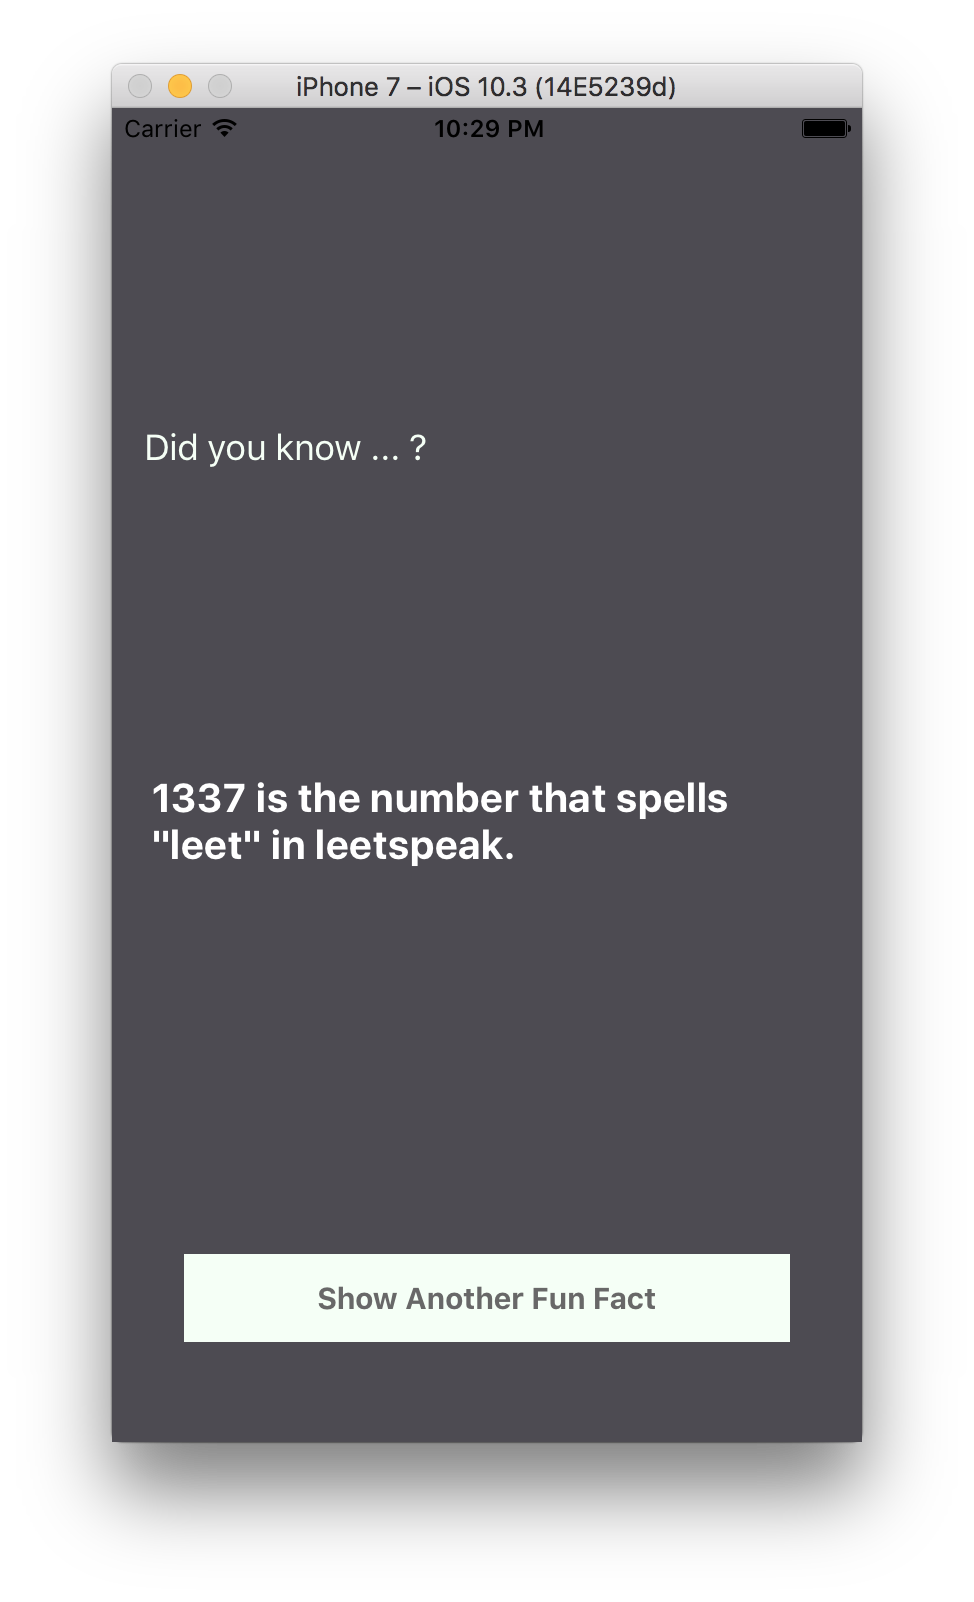 iPhone 7 – iOS 10.3 (14E5239d)
Carrier 10:29 PM
Did you know ... ?
1337 is the number that spells
"leet" in leetspeak.
Show Another Fun Fact